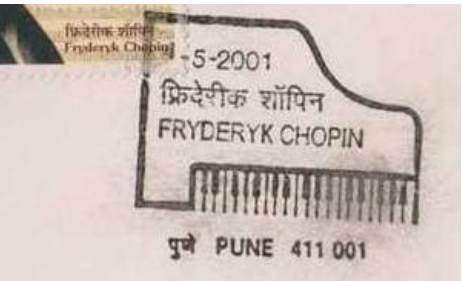 फ्रिदेरीक शॉपिन
Fryderyk Chopin
-5-2001
फ्रिदेरीक शॉपिन
FRYDERYK CHOPIN
पुणे PUNE 411 001